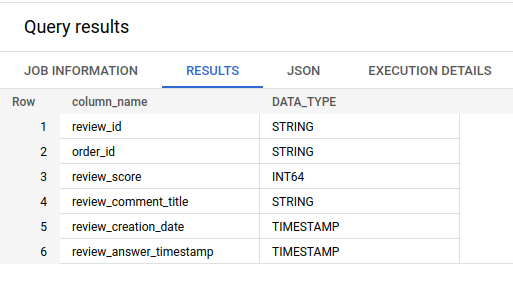 Query results
JOB INFORMATION RESULTS JSON EXECUTION DETAILS
Row column_name DATA_TYPE
1 review_id STRING
2 order_id STRING
3 review_score INT64
4 review_comment_title STRING
5 review_creation_date TIMESTAMP
6 review_answer_timestamp TIMESTAMP